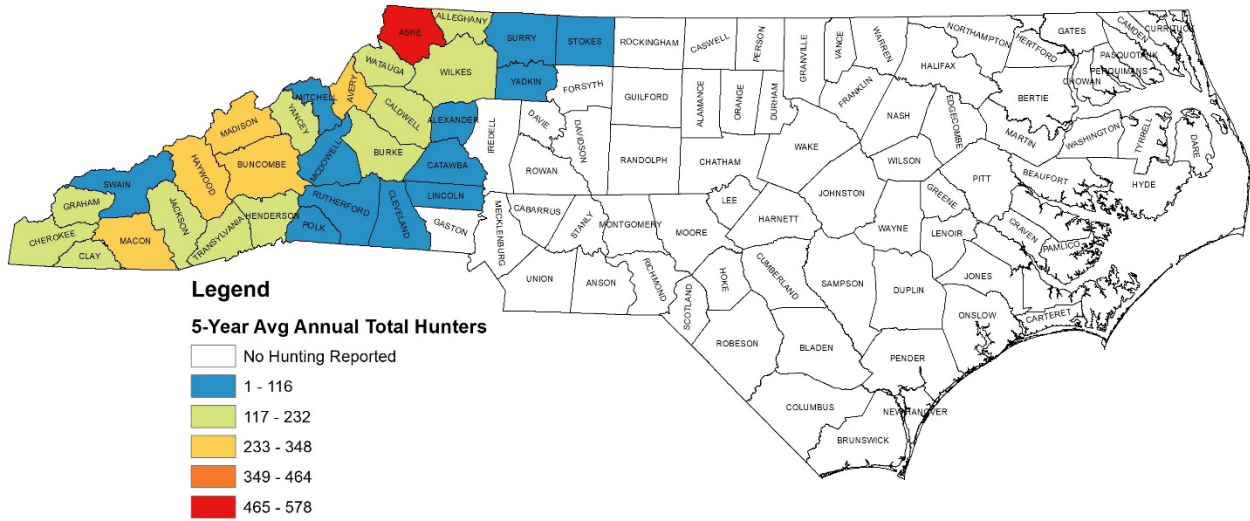 ALLEGHANY
ASHE
SURRY
STOKES
ROCKINGHAM
CASWELL
PERSON
GRANVILLE
VANCE
WARREN
NORTHAMPTON
HERTFORD
GATES
CAMDEN
CURRITUCK
PASQUOTANK
PERQUIMANS
CHOWAN
WATAUGA
WILKES
YADKIN
FORSYTH
GUILFORD
ALAMANCE
ORANGE
DURHAM
FRANKLIN
HALIFAX
BERTIE
MITCHELL
AVERY
YANCEY
CALDWELL
ALEXANDER
IREDELL
DAVIE
DAVIDSON
NASH
EDGECOMBE
MARTIN
WASHINGTON
TYRRELL
DARE
MADISON
BURKE
MCDOWELL
CATAWBA
ROWAN
RANDOLPH
CHATHAM
WAKE
WILSON
PITT
BEAUFORT
HYDE
HAYWOOD
BUNCOMBE
SWAIN
RUTHERFORD
CLEVELAND
LINCOLN
GRAHAM
JACKSON
HENDERSON
TRANSYLVANIA
POLK
GASTON
MECKLENBURG
CABARRUS
STANLY
MONTGOMERY
MOORE
LEE
HARNETT
JOHNSTON
WAYNE
GREENE
LENOIR
CRAVEN
PAMLICO
CHEROKEE
CLAY
MACON
UNION
ANSON
RICHMOND
SCOTLAND
HOKE
CUMBERLAND
SAMPSON
DUPLIN
JONES
ONSLOW
CARTERET
ROBESON
BLADEN
PENDER
COLUMBUS
NEW HANOVER
BRUNSWICK
Legend
5-Year Avg Annual Total Hunters
No Hunting Reported
1 - 116
117 - 232
233 - 348
349 - 464
465 - 578